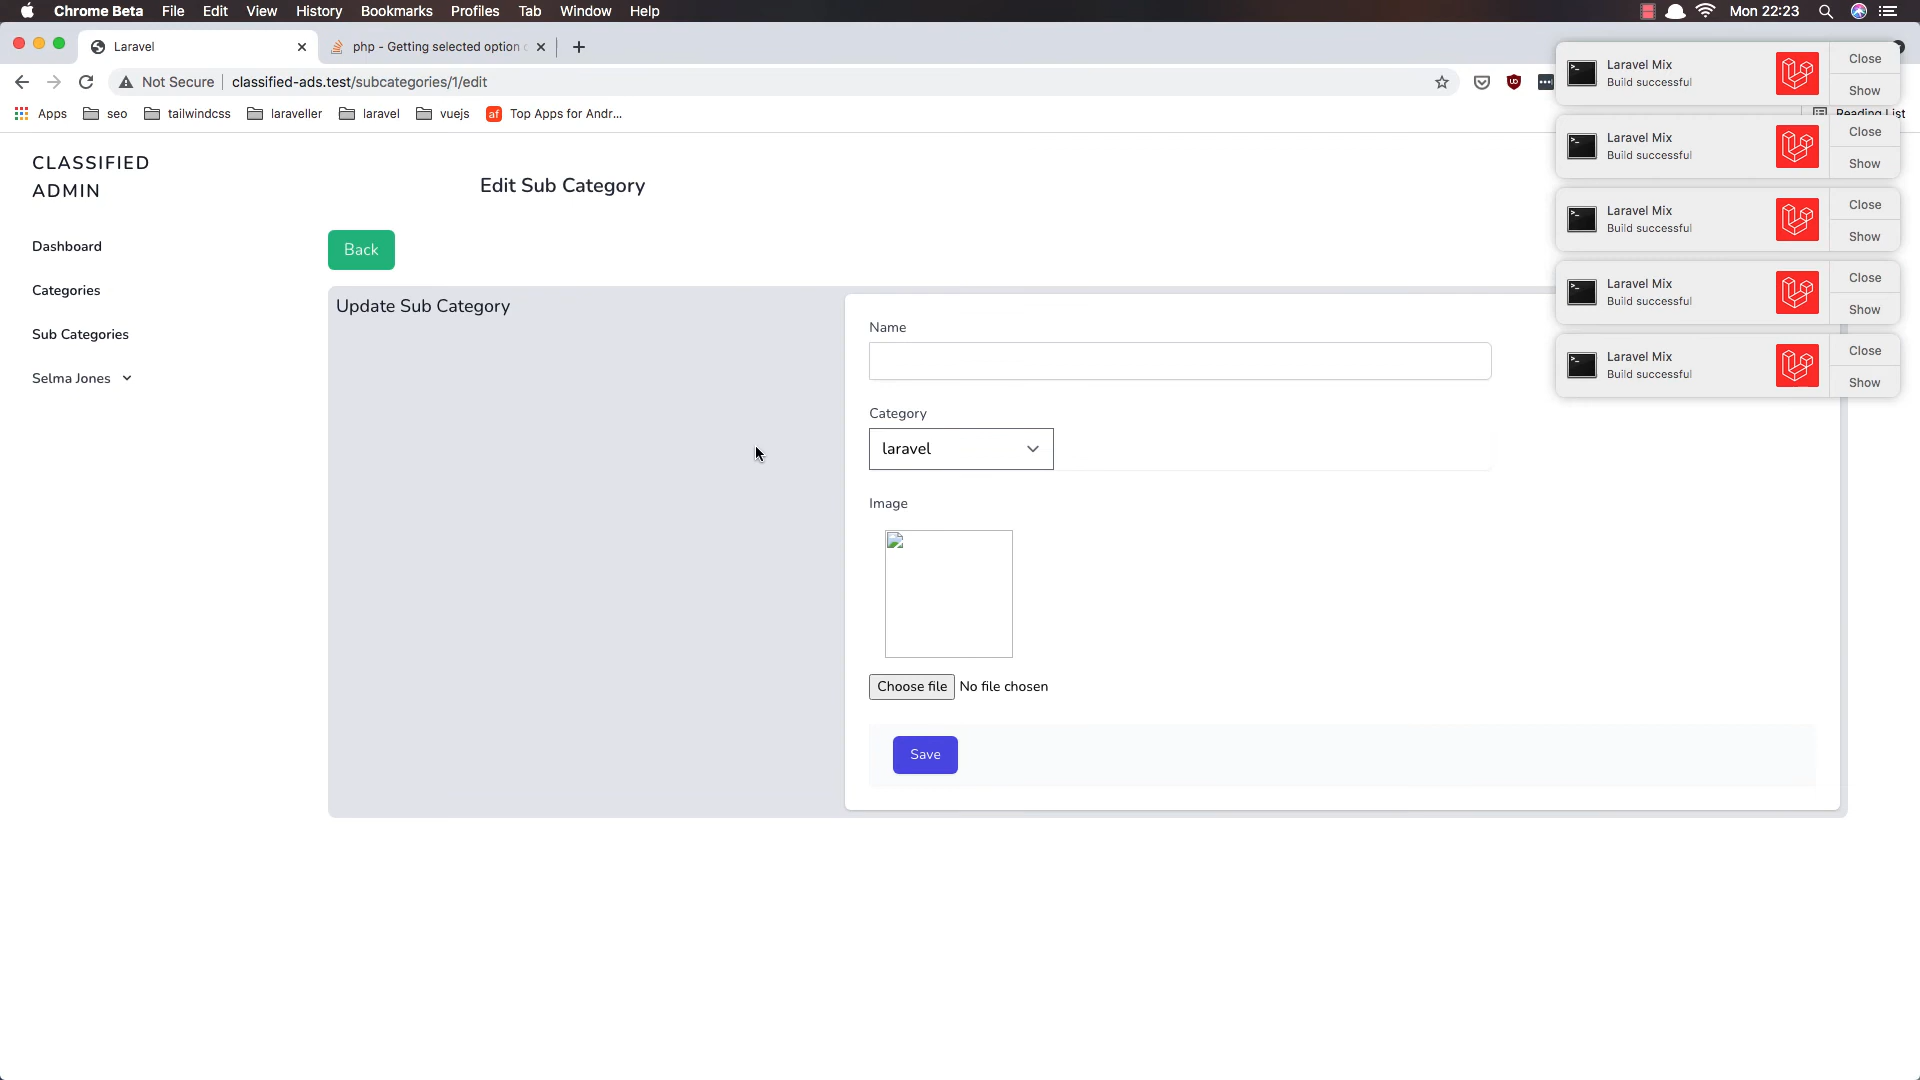 Chrome Beta File Edit View History Bookmarks Profiles Tab Window Help
Mon 22:23
Laravel
php - Getting selected option
Not Secure classified-ads.test/subcategories/1/edit
Apps seo tailwindcss laraveller laravel vuejs af Top Apps for Andr...
Reading List
Laravel Mix
Build successful
Close
Show
Laravel Mix
Build successful
Close
Show
Laravel Mix
Build successful
Close
Show
Laravel Mix
Build successful
Close
Show
Laravel Mix
Build successful
Close
Show
CLASSIFIED
ADMIN
Dashboard
Categories
Sub Categories
Selma Jones
Edit Sub Category
Back
Update Sub Category
Name
Category
laravel
Image
Choose file No file chosen
Save